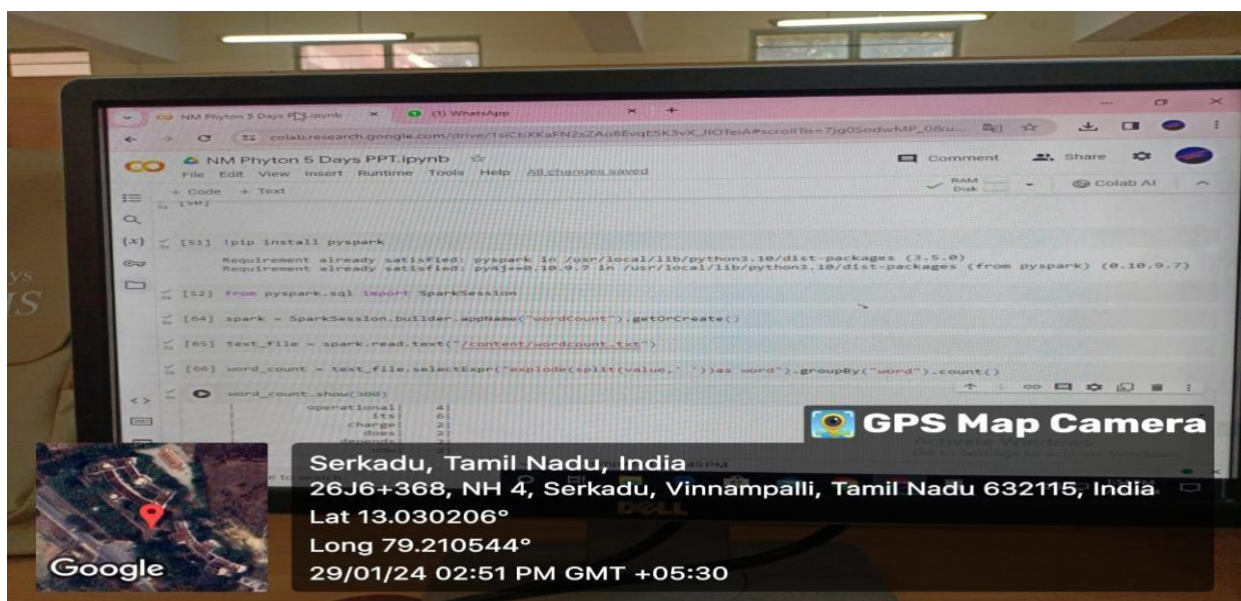 NM Phyton 5 Days PPT.ipynb
(1) WhatsApp
NM Phyton 5 Days PPT.ipynb
Comment
Share
File Edit View Insert Runtime Tools Help All changes saved
+ Code + Text
RAM
Disk
Colab AI
{x}
[51] !pip install pyspark
Requirement already satisfied: pyspark in /usr/local/lib/python3.10/dist-packages (3.5.0)
Requirement already satisfied: py4j==0.10.9.7 in /usr/local/lib/python3.10/dist-packages (from pyspark) (0.10.9.7)
[52] from pyspark.sql import SparkSession
[64] spark = SparkSession.builder.appName("wordCount").getOrCreate()
[65] text_file = spark.read.text("/content/wordcount.txt")
[66] word_count = text_file.selectExpr("explode(split(value,' '))as word").groupBy("word").count()
word_count.show(300)
| operational| 4|
| its| 6|
| charge| 2|
| does| 2|
| depends| 2|
GPS Map Camera
Activate Windows
Serkadu, Tamil Nadu, India
26J6+368, NH 4, Serkadu, Vinnampalli, Tamil Nadu 632115, India
DELL
Lat 13.030206°
Long 79.210544°
29/01/24 02:51 PM GMT +05:30
Google